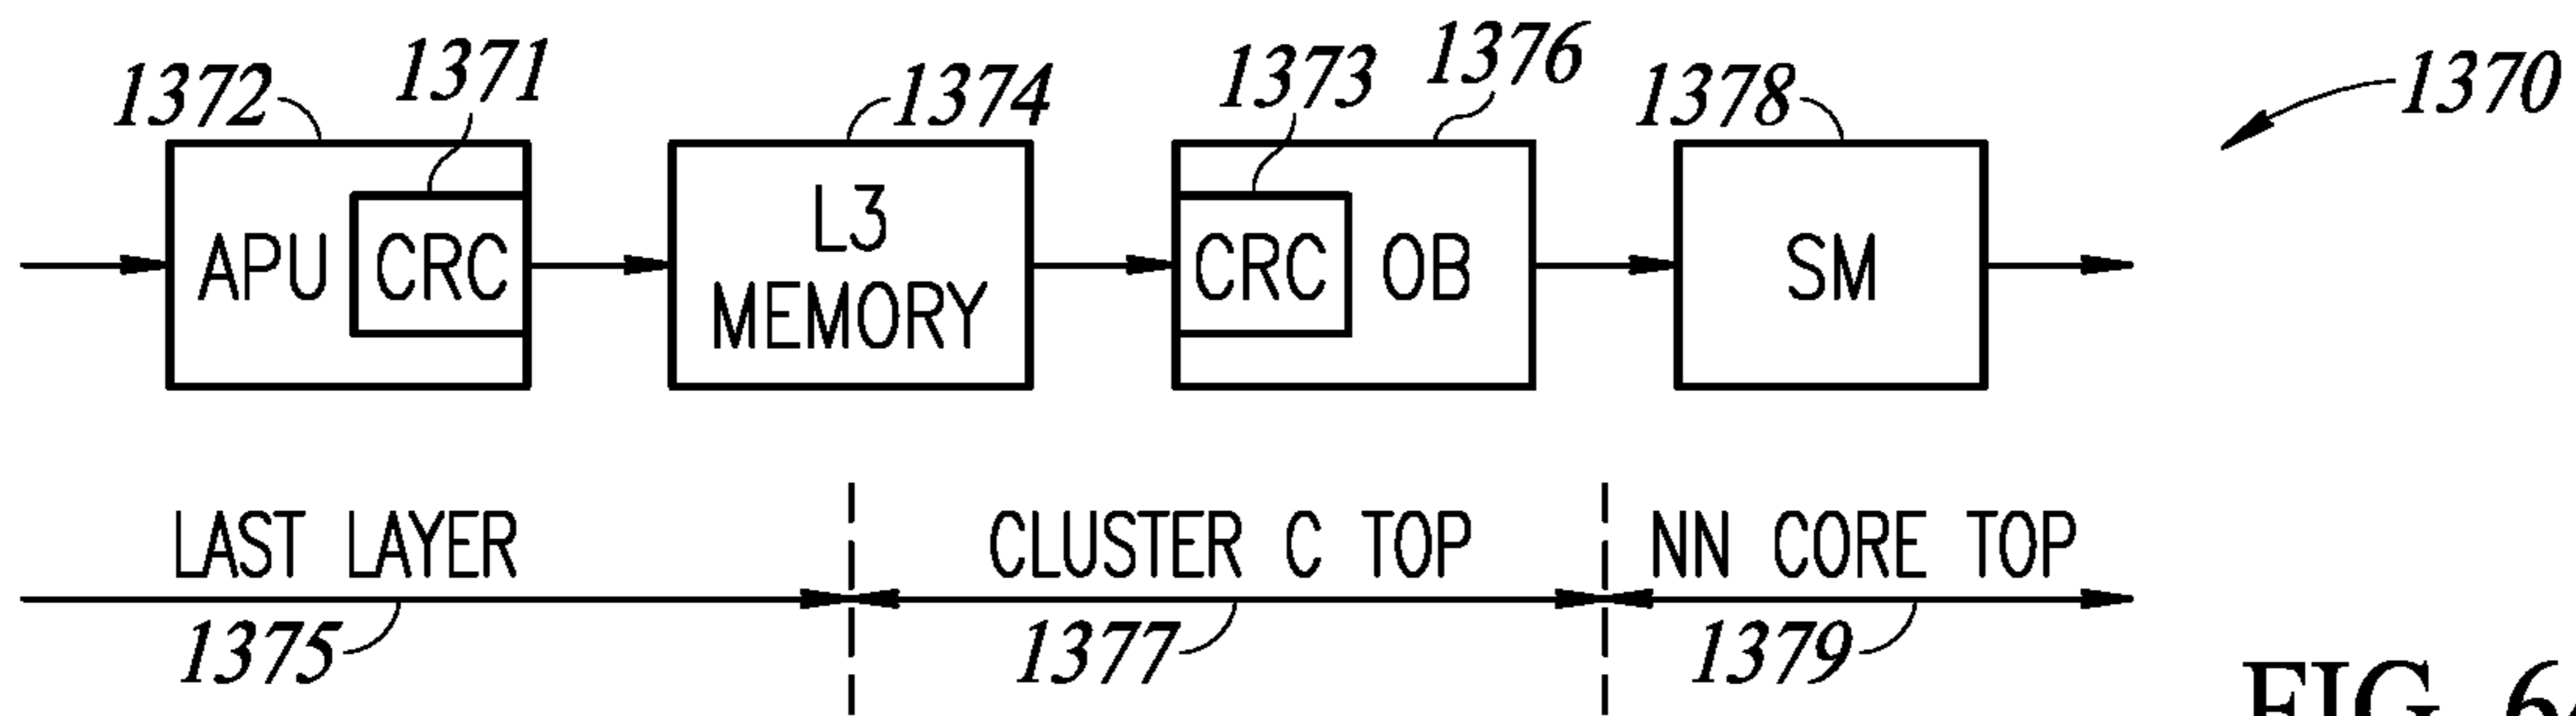 1372 1371 1374 1373 1376 1378 1370
APU CRC
L3
MEMORY
CRC OB
SM
LAST LAYER CLUSTER C TOP NN CORE TOP
1375 1377 1379
FIG.